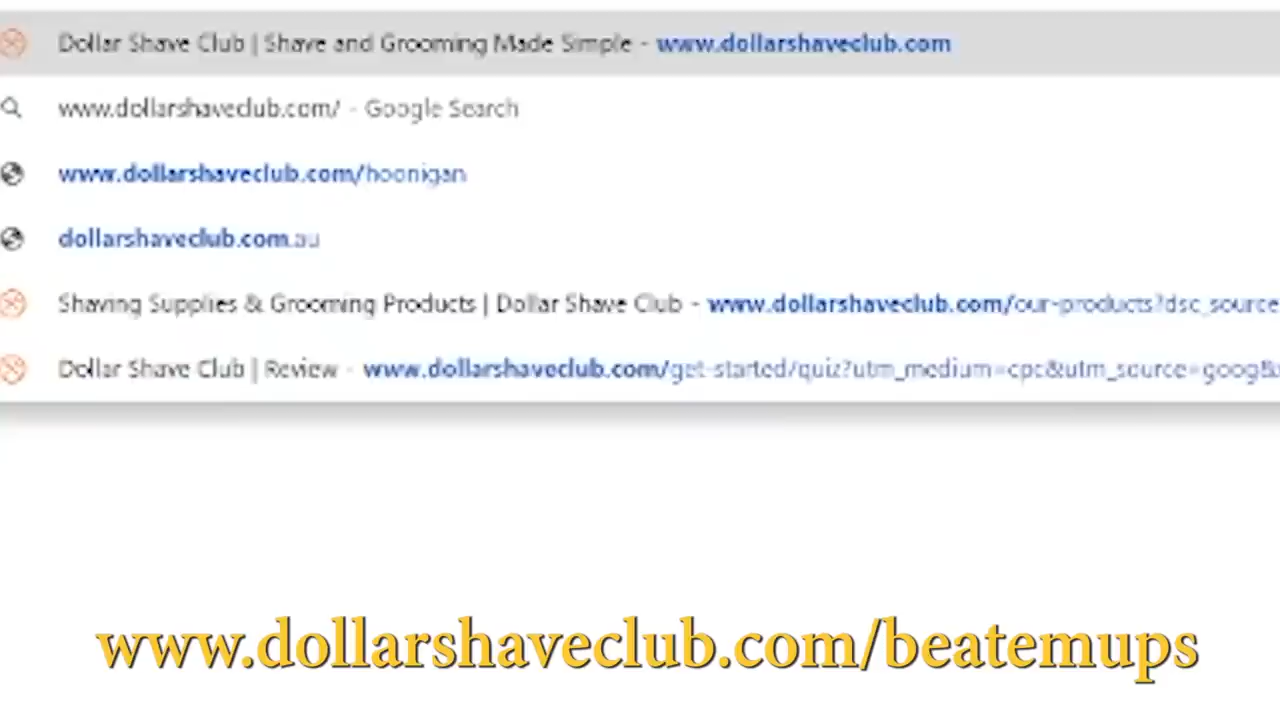 Dollar Shave Club | Shave and Grooming Made Simple - www.dollarshaveclub.com
www.dollarshaveclub.com/ - Google Search
www.dollarshaveclub.com/hoonigan
dollarshaveclub.com.au
Shaving Supplies & Grooming Products | Dollar Shave Club - www.dollarshaveclub.com/our-products?dsc_source
Dollar Shave Club | Review - www.dollarshaveclub.com/get-started/quiz?utm_medium=cpc&utm_source=goog&
www.dollarshaveclub.com/beatemups